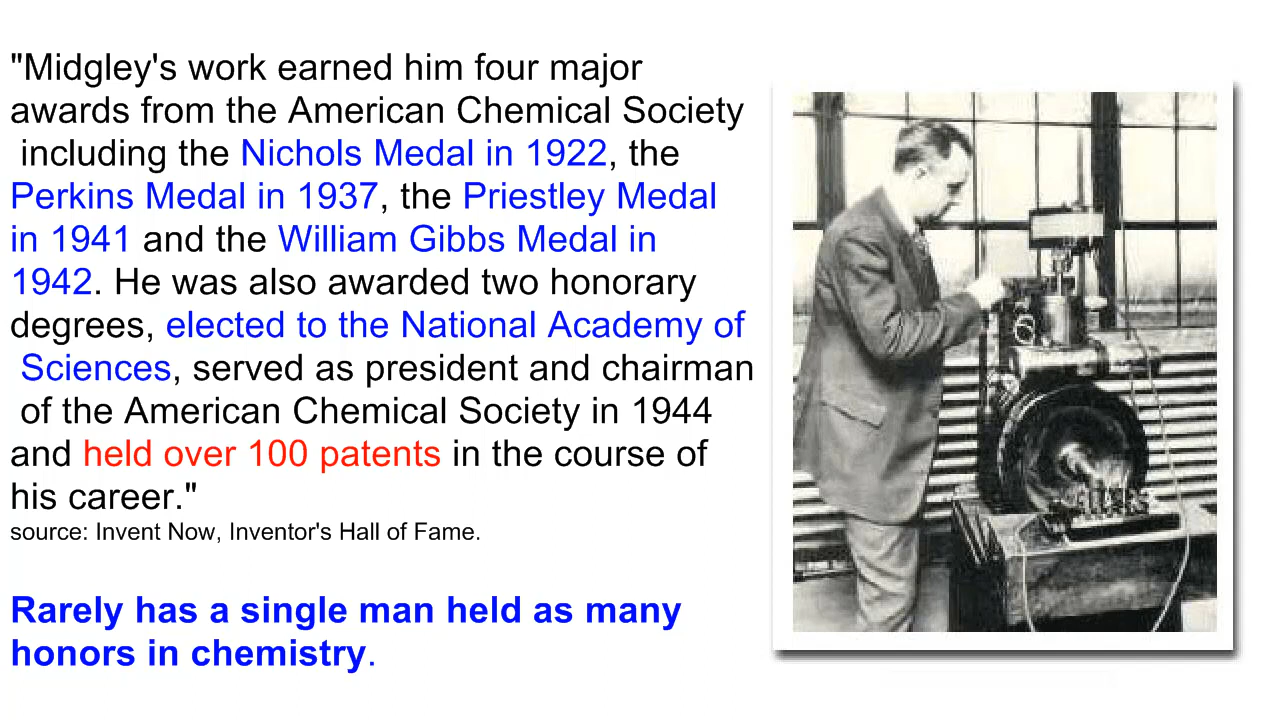 "Midgley's work earned him four major
awards from the American Chemical Society
including the Nichols Medal in 1922, the
Perkins Medal in 1937, the Priestley Medal
in 1941 and the William Gibbs Medal in
1942. He was also awarded two honorary
degrees, elected to the National Academy of
Sciences, served as president and chairman
of the American Chemical Society in 1944
and held over 100 patents in the course of
his career."
source: Invent Now, Inventor's Hall of Fame.
Rarely has a single man held as many
honors in chemistry.